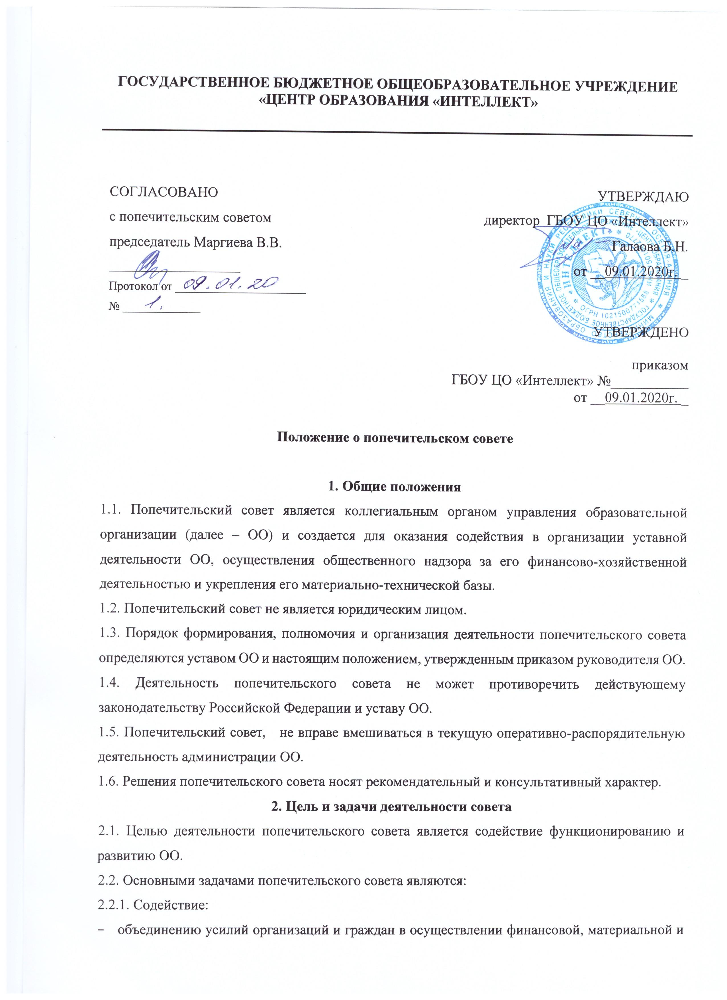 ГОСУДАРСТВЕННОЕ БЮДЖЕТНОЕ ОБЩЕОБРАЗОВАТЕЛЬНОЕ УЧРЕЖДЕНИЕ
«ЦЕНТР ОБРАЗОВАНИЯ «ИНТЕЛЛЕКТ»
СОГЛАСОВАНО
с попечительским советом
председатель Маргиева В.В.
Протокол от 09.01.20
№ 1.
УТВЕРЖДАЮ
директор ГБОУ ЦО «Интеллект»
Галаова Б.Н.
от __09.01.2020г._
«ИНТЕЛЛЕКТ»
ОГРН 1021500771588
УТВЕРЖДЕНО
приказом
ГБОУ ЦО «Интеллект» №___________
от __09.01.2020г._
Положение о попечительском совете
1. Общие положения
1.1. Попечительский совет является коллегиальным органом управления образовательной
организации (далее – ОО) и создается для оказания содействия в организации уставной
деятельности ОО, осуществления общественного надзора за его финансово-хозяйственной
деятельностью и укрепления его материально-технической базы.
1.2. Попечительский совет не является юридическим лицом.
1.3. Порядок формирования, полномочия и организация деятельности попечительского совета
определяются уставом ОО и настоящим положением, утвержденным приказом руководителя ОО.
1.4. Деятельность попечительского совета не может противоречить действующему
законодательству Российской Федерации и уставу ОО.
1.5. Попечительский совет, не вправе вмешиваться в текущую оперативно-распорядительную
деятельность администрации ОО.
1.6. Решения попечительского совета носят рекомендательный и консультативный характер.
2. Цель и задачи деятельности совета
2.1. Целью деятельности попечительского совета является содействие функционированию и
развитию ОО.
2.2. Основными задачами попечительского совета являются:
2.2.1. Содействие:
− объединению усилий организаций и граждан в осуществлении финансовой, материальной и